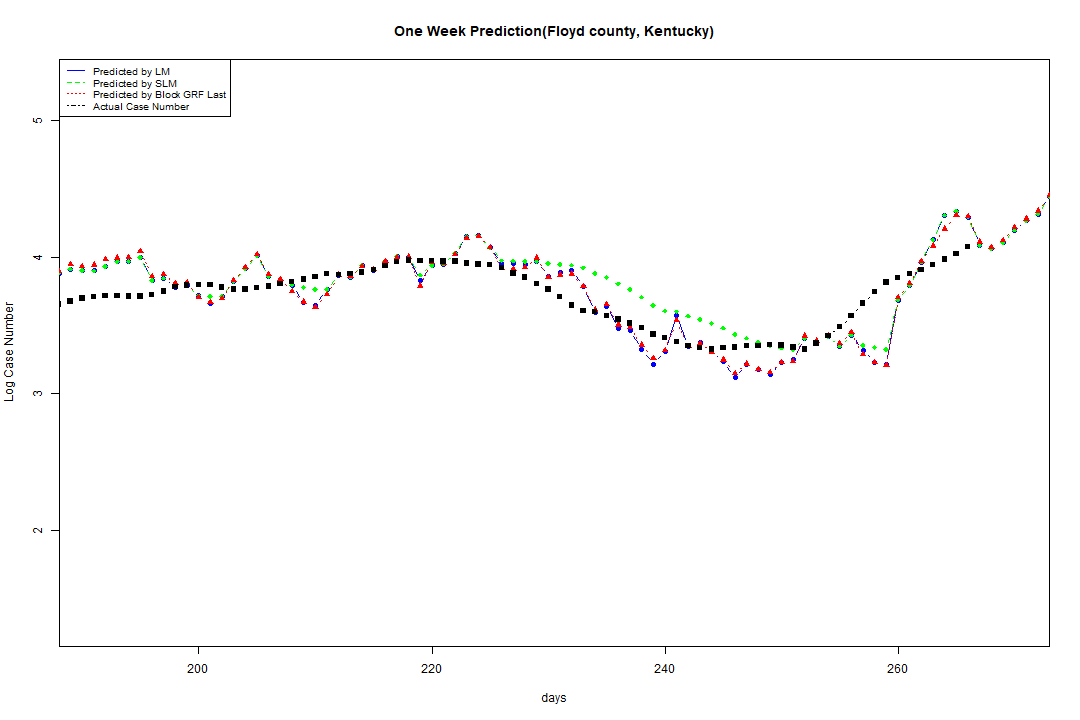 One Week Prediction(Floyd county, Kentucky)
Predicted by LM
Predicted by SLM
Predicted by Block GRF Last
Actual Case Number
5
4
3
2
Log Case Number
200 220 240 260
days